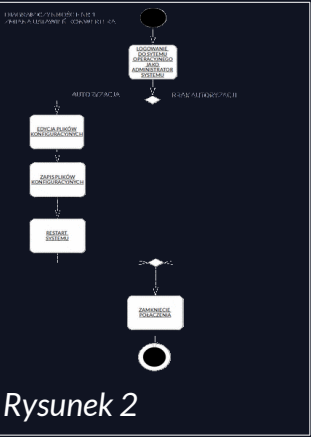 LOGOWANIE
DO SYTEMU
OPERACYJNEGO
JAKO
ADMINISTRATOR
SYSTEMU
AUTORYZACJA
BRAK AUTORYZACJI
EDYCJA PLIKÓW
KONFIGURACYJNYCH
ZAPIS PLIKÓW
KONFIGURACYJNYCH
RESTART
SYSTEMU
ZAMKNIĘCIE
POŁĄCZENIA
Rysunek 2